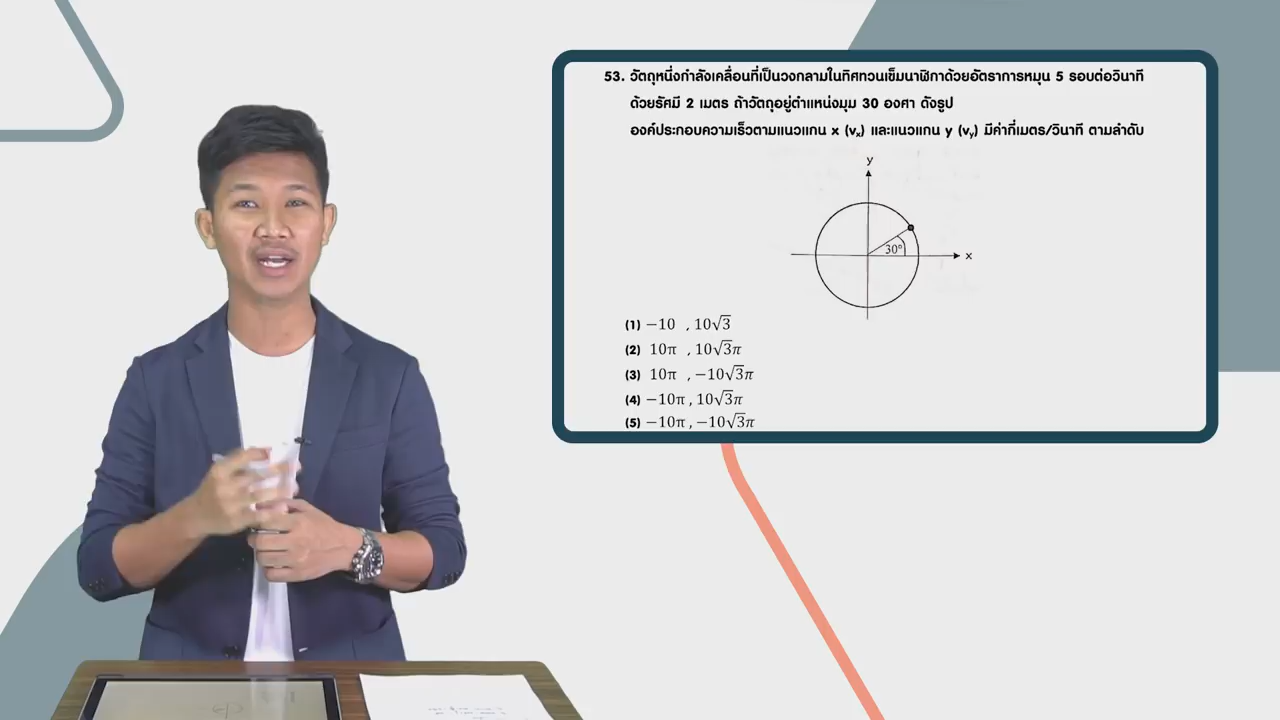 53. วัตถุหนึ่งกำลังเคลื่อนที่เป็นวงกลมในทิศทวนเข็มนาฬิกาด้วยอัตราการหมุน 5 รอบต่อวินาที
ด้วยรัศมี 2 เมตร ถ้าวัตถุอยู่ตำแหน่งมุม 30 องศา ดังรูป
องค์ประกอบความเร็วตามแนวแกน x (vₓ) และแนวแกน y (vᵧ) มีค่ากี่เมตร/วินาที ตามลำดับ
y
30°
x
(1) −10 , 10√3
(2) 10π , 10√3π
(3) 10π , −10√3π
(4) −10π , 10√3π
(5) −10π , −10√3π